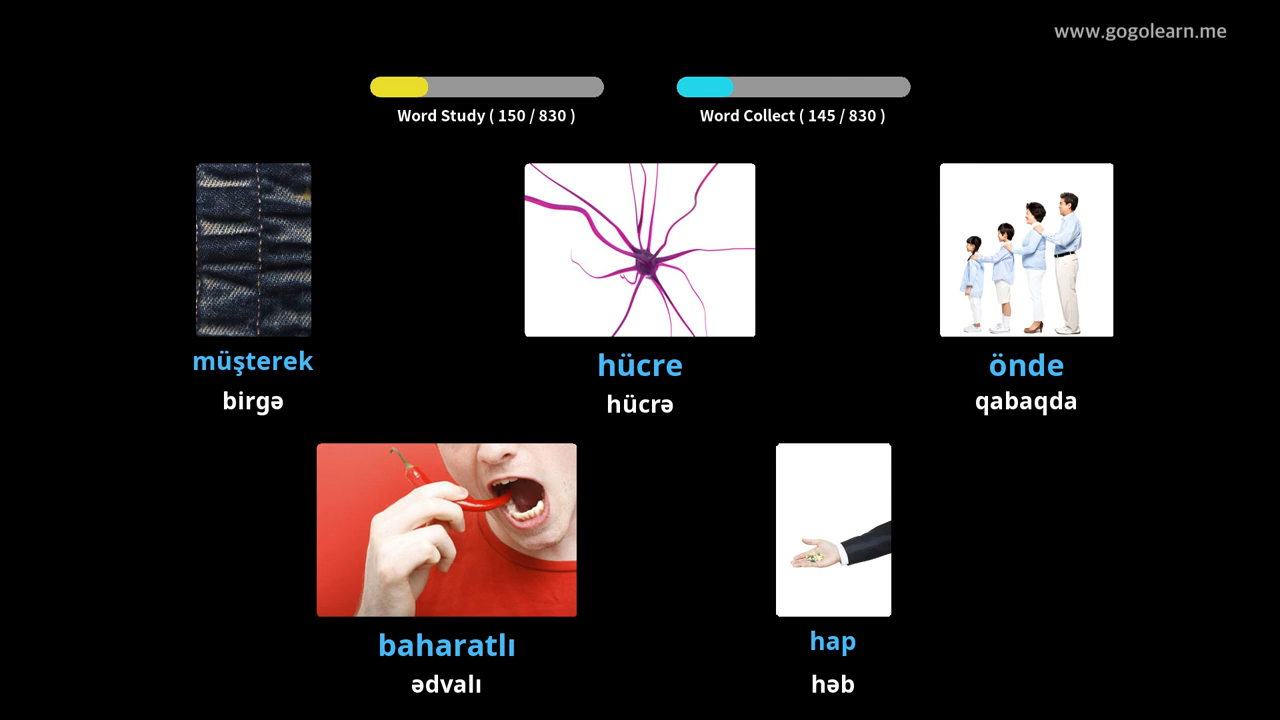 www.gogolearn.me
Word Study ( 150 / 830 )
Word Collect ( 145 / 830 )
müşterek
birgə
hücre
hücrə
önde
qabaqda
baharatlı
ədvalı
hap
həb